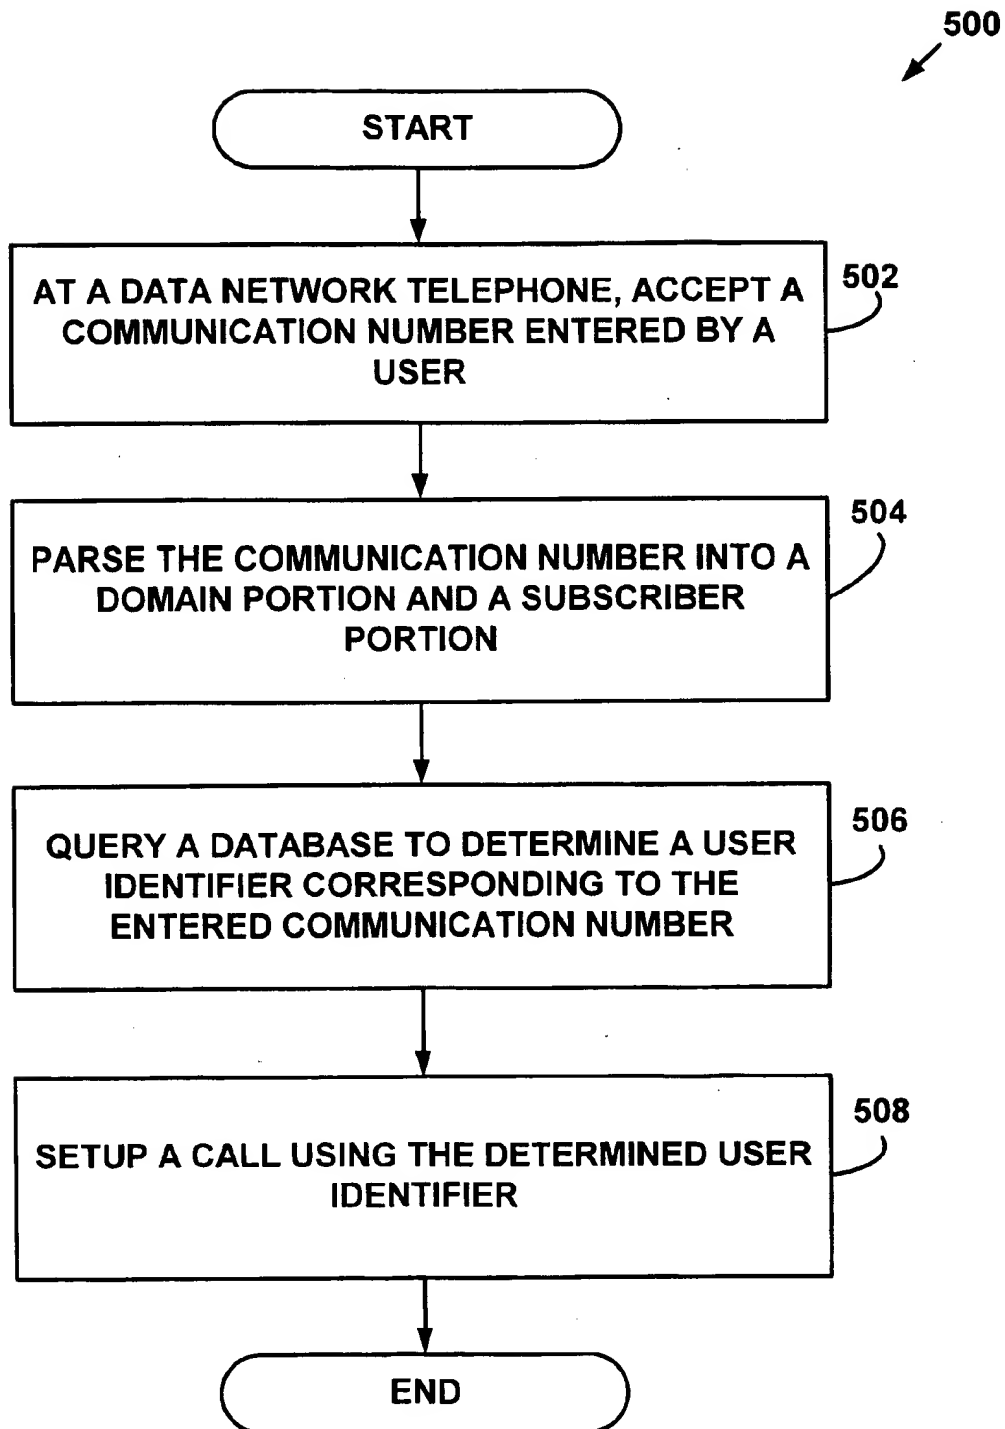 500
START
AT A DATA NETWORK TELEPHONE, ACCEPT A
COMMUNICATION NUMBER ENTERED BY A
USER
502
PARSE THE COMMUNICATION NUMBER INTO A
DOMAIN PORTION AND A SUBSCRIBER
PORTION
504
QUERY A DATABASE TO DETERMINE A USER
IDENTIFIER CORRESPONDING TO THE
ENTERED COMMUNICATION NUMBER
506
SETUP A CALL USING THE DETERMINED USER
IDENTIFIER
508
END